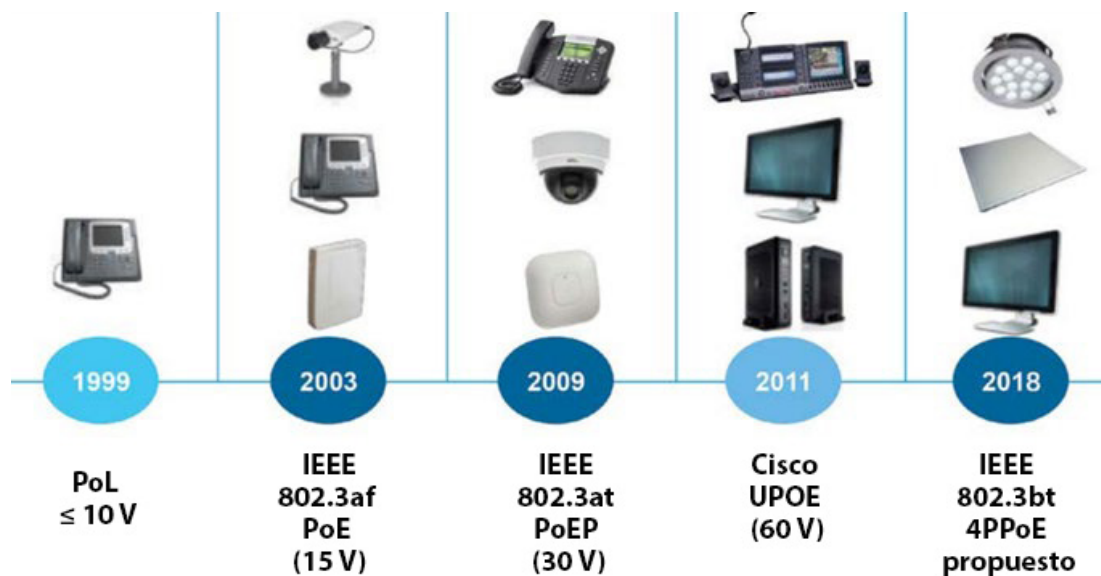 1999
2003
2009
2011
2018
PoL
≤ 10 V
IEEE
802.3af
PoE
(15 V)
IEEE
802.3at
PoEP
(30 V)
Cisco
UPOE
(60 V)
IEEE
802.3bt
4PPoE
propuesto